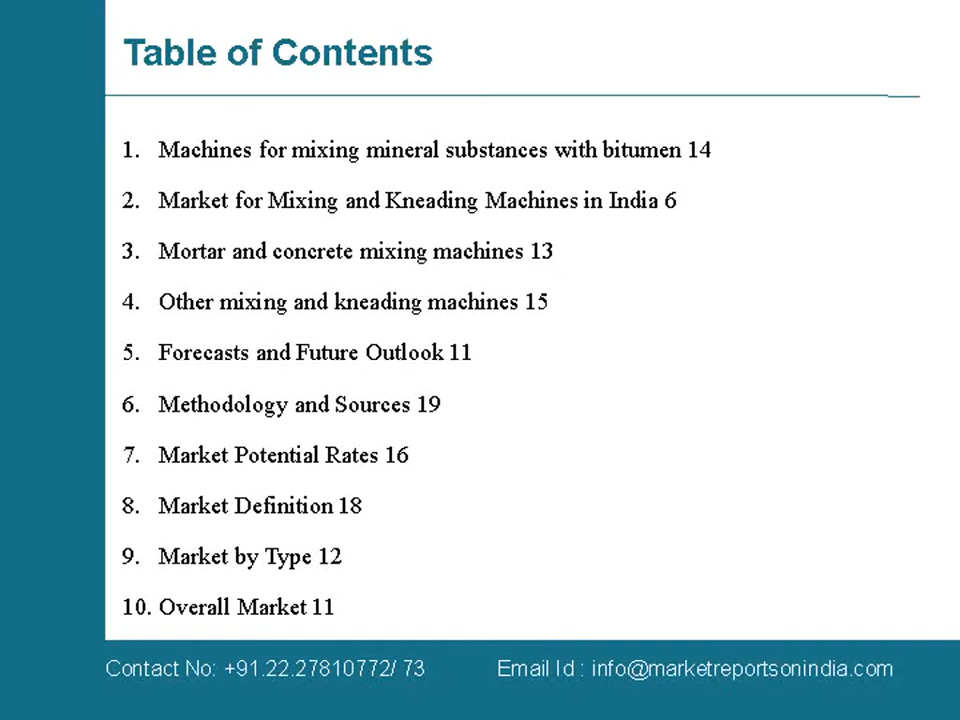 Table of Contents
1. Machines for mixing mineral substances with bitumen 14
2. Market for Mixing and Kneading Machines in India 6
3. Mortar and concrete mixing machines 13
4. Other mixing and kneading machines 15
5. Forecasts and Future Outlook 11
6. Methodology and Sources 19
7. Market Potential Rates 16
8. Market Definition 18
9. Market by Type 12
10. Overall Market 11
Contact No: +91.22.27810772/ 73 Email Id : info@marketreportsonindia.com